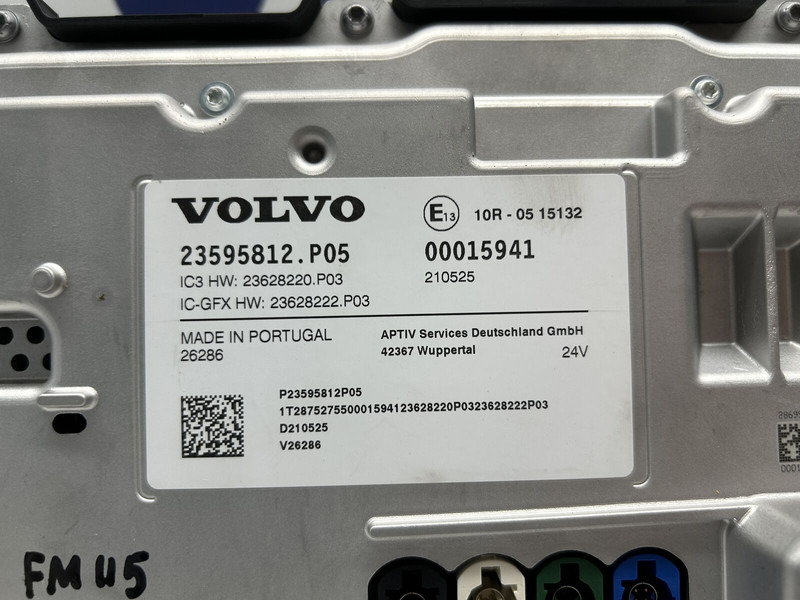 VOLVO
E13 10R - 05 15132
23595812.P05 00015941
IC3 HW: 23628220.P03 210525
IC-GFX HW: 23628222.P03
MADE IN PORTUGAL APTIV Services Deutschland GmbH
26286 42367 Wuppertal 24V
P23595812P05
1T287527550001594123628220P0323628222P03
D210525
V26286
FM U5